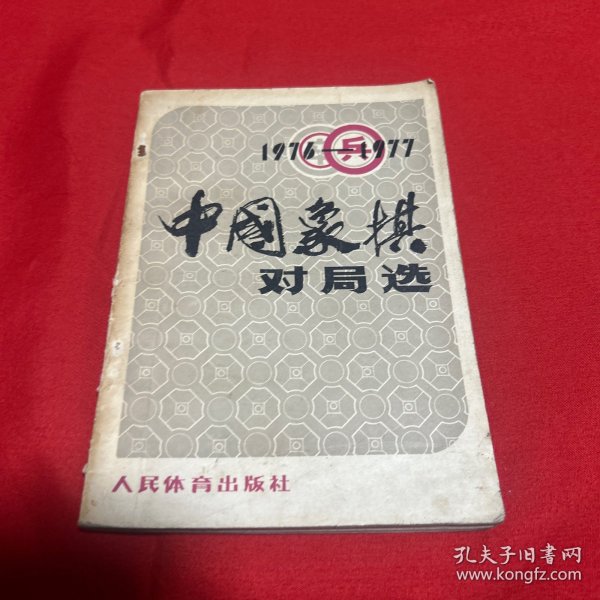 兵
1976—1977
中國象棋
对局选
人民体育出版社
孔夫子旧书网
www.kongfz.com